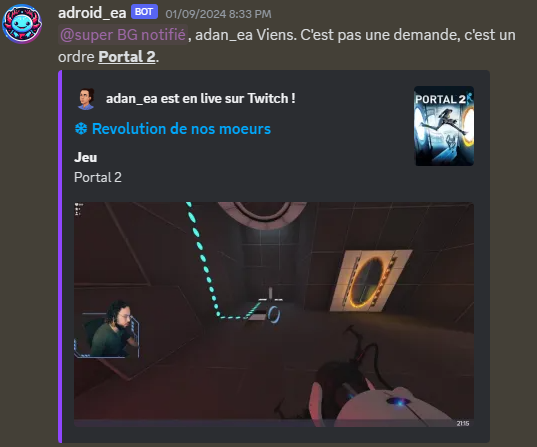 adroid_ea BOT 01/09/2024 8:33 PM
@super BG notifié, adan_ea Viens. C'est pas une demande, c'est un
ordre Portal 2.
adan_ea est en live sur Twitch !
PORTAL 2
❄ Revolution de nos moeurs
Jeu
Portal 2
21:15